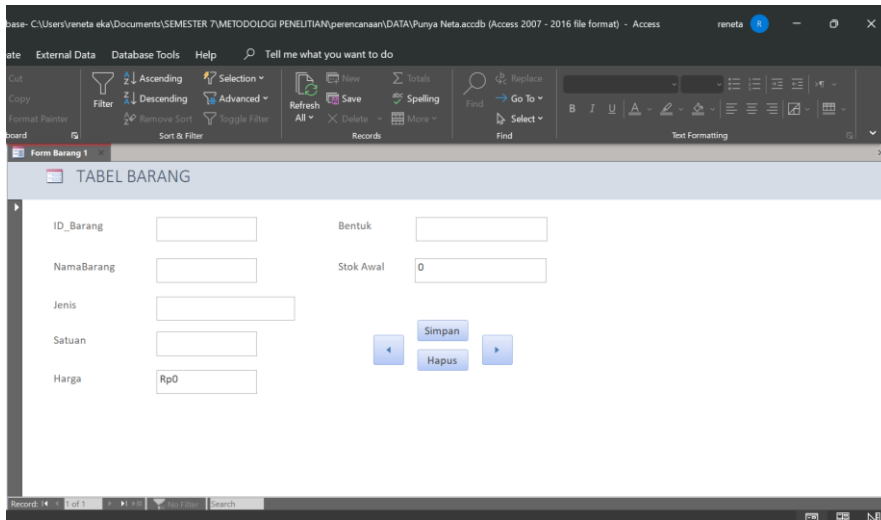 base- C:\Users\reneta eka\Documents\SEMESTER 7\METODOLOGI PENELITIAN\perencanaan\DATA\Punya Neta.accdb (Access 2007 - 2016 file format) - Access reneta R
ate External Data Database Tools Help Tell me what you want to do
Cut Ascending Selection New Totals Replace
Copy Filter Descending Advanced Refresh All Save Spelling Find Go To
Format Painter Remove Sort Toggle Filter Delete More Select B I U A
board Sort & Filter Records Find Text Formatting
Form Barang 1
TABEL BARANG
ID_Barang Bentuk
NamaBarang Stok Awal 0
Jenis
Simpan
Satuan
Hapus
Harga Rp0
Record: 1 of 1 No Filter Search